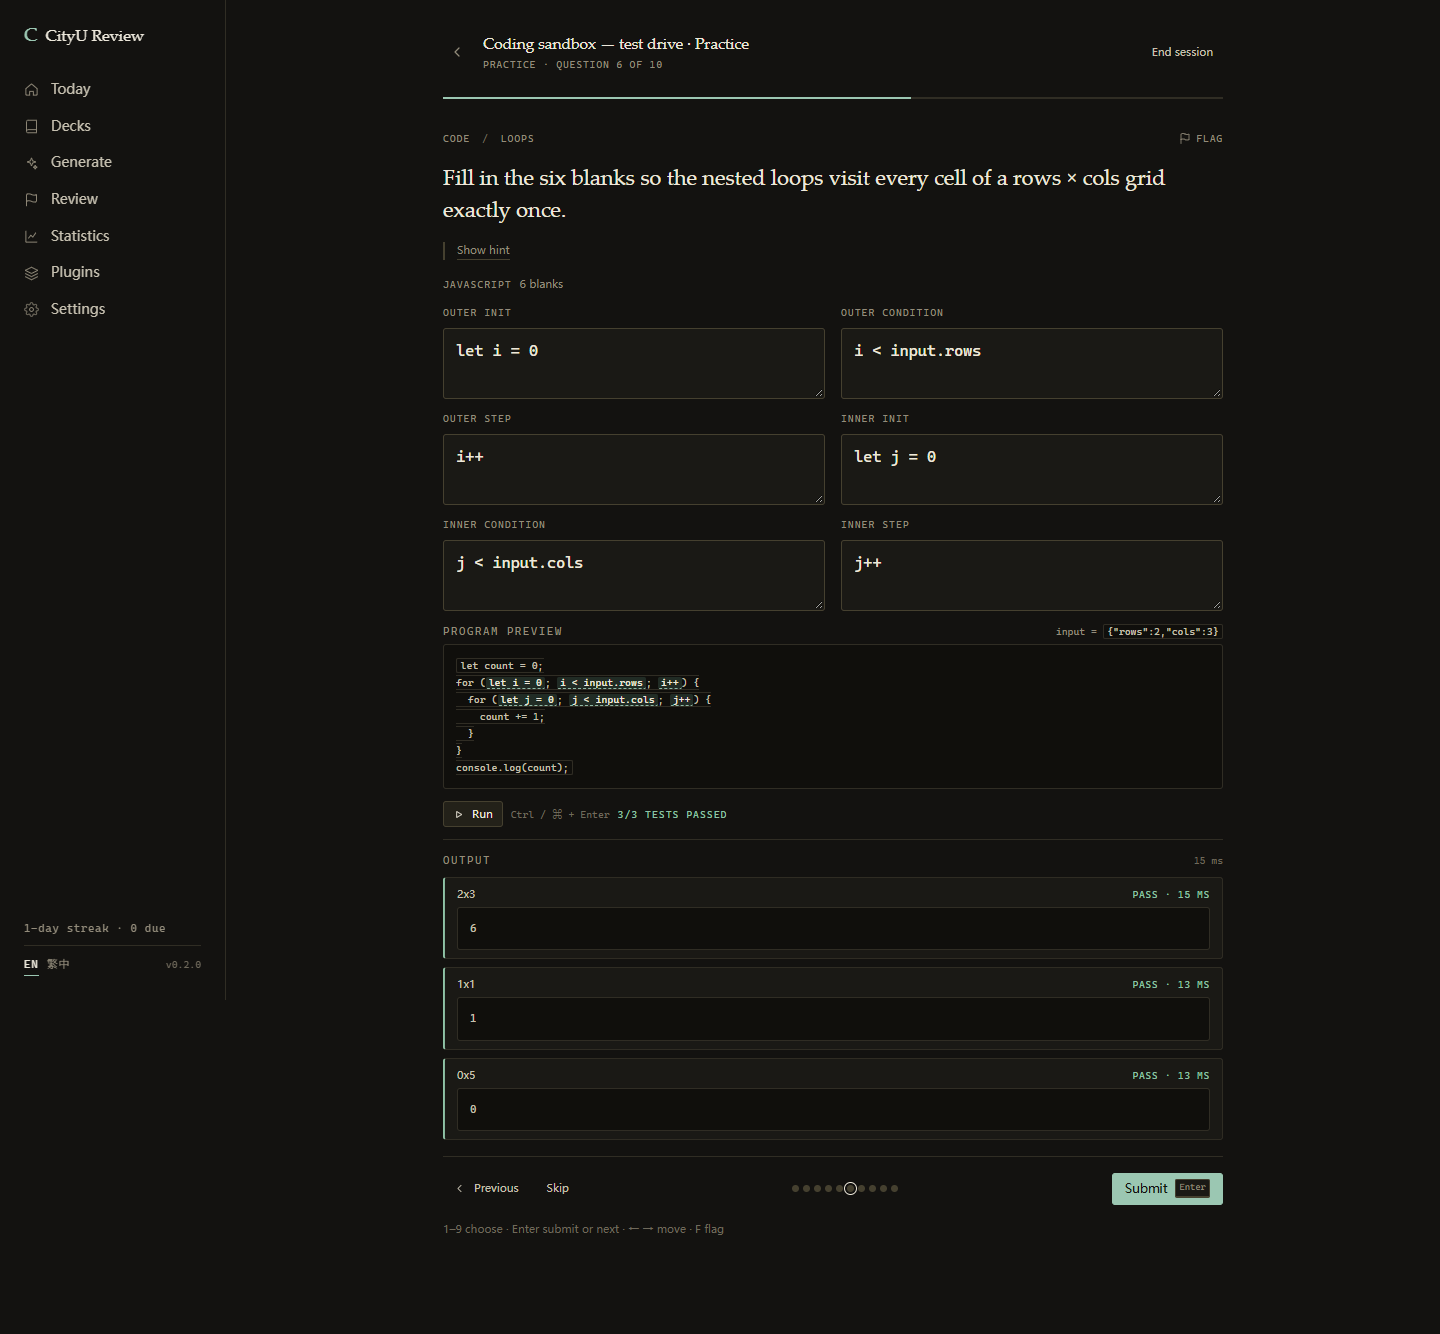 C CityU Review
Today
Decks
Generate
Review
Statistics
Plugins
Settings
1-day streak · 0 due
EN 繁中
v0.2.0
Coding sandbox — test drive · Practice
PRACTICE · QUESTION 6 OF 10
End session
CODE / LOOPS
FLAG
Fill in the six blanks so the nested loops visit every cell of a rows × cols grid
exactly once.
Show hint
JAVASCRIPT 6 blanks
OUTER INIT
let i = 0
OUTER CONDITION
i < input.rows
OUTER STEP
i++
INNER INIT
let j = 0
INNER CONDITION
j < input.cols
INNER STEP
j++
PROGRAM PREVIEW
input = {"rows":2,"cols":3}
let count = 0;
for (let i = 0; i < input.rows; i++) {
  for (let j = 0; j < input.cols; j++) {
    count += 1;
  }
}
console.log(count);
Run
Ctrl / ⌘ + Enter 3/3 TESTS PASSED
OUTPUT
15 ms
2x3
PASS · 15 MS
6
1x1
PASS · 13 MS
1
0x5
PASS · 13 MS
0
Previous
Skip
Submit Enter
1–9 choose · Enter submit or next · ← → move · F flag